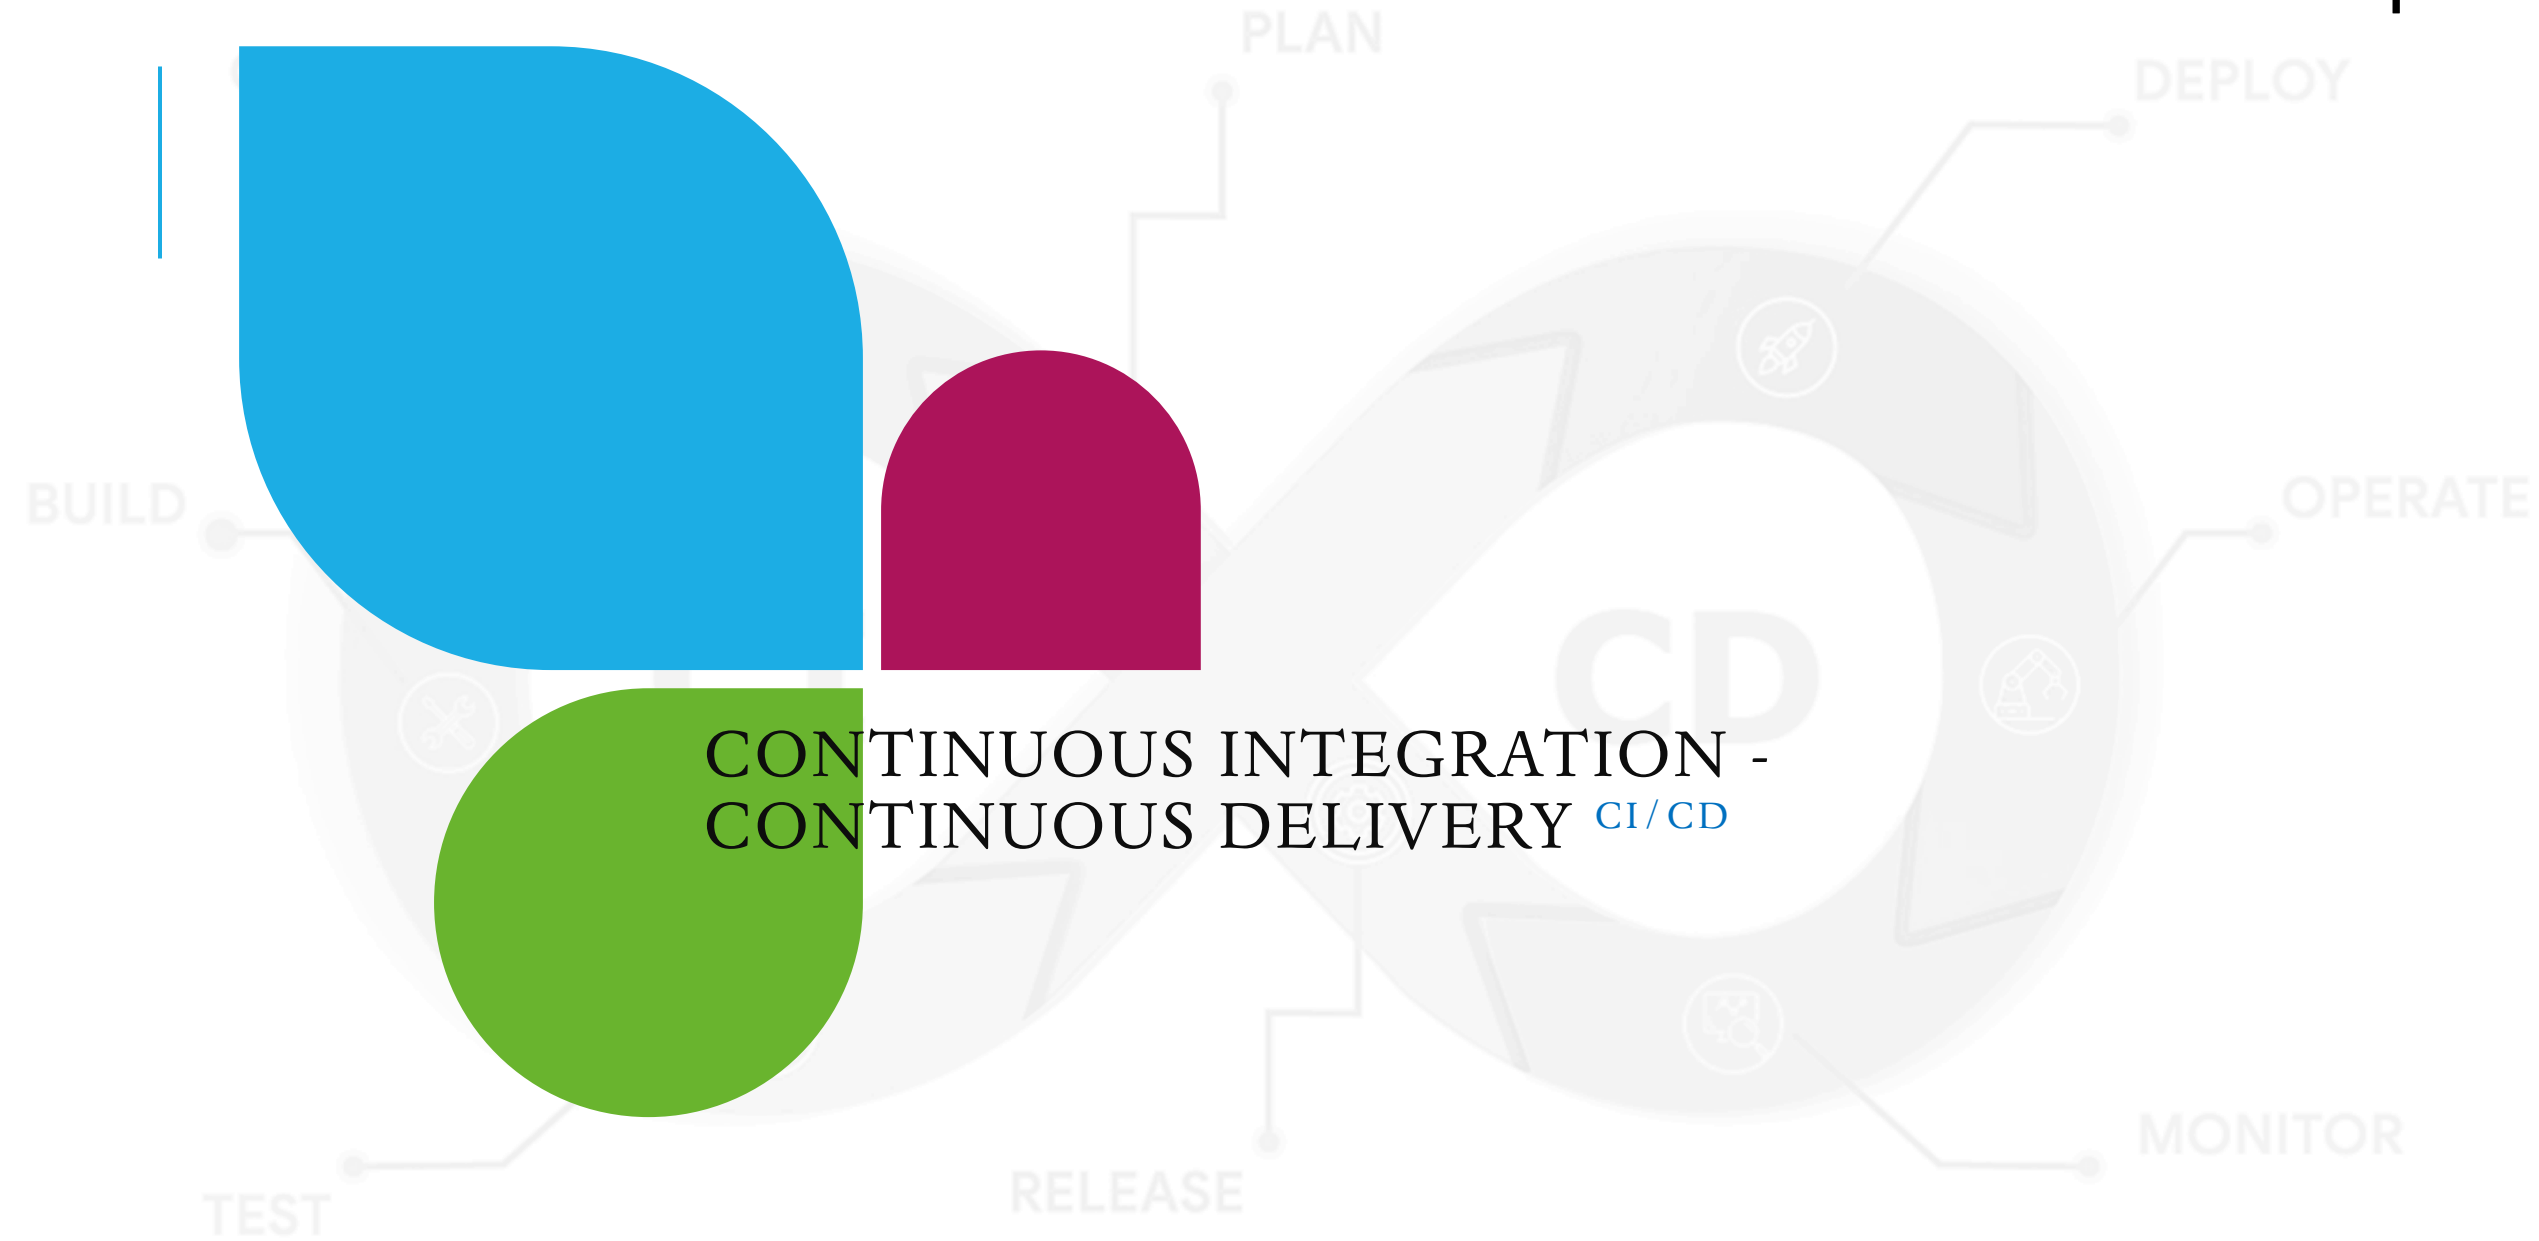 PLAN
DEPLOY
BUILD
OPERATE
CD
CONTINUOUS INTEGRATION -
CONTINUOUS DELIVERY CI/CD
MONITOR
RELEASE
TEST